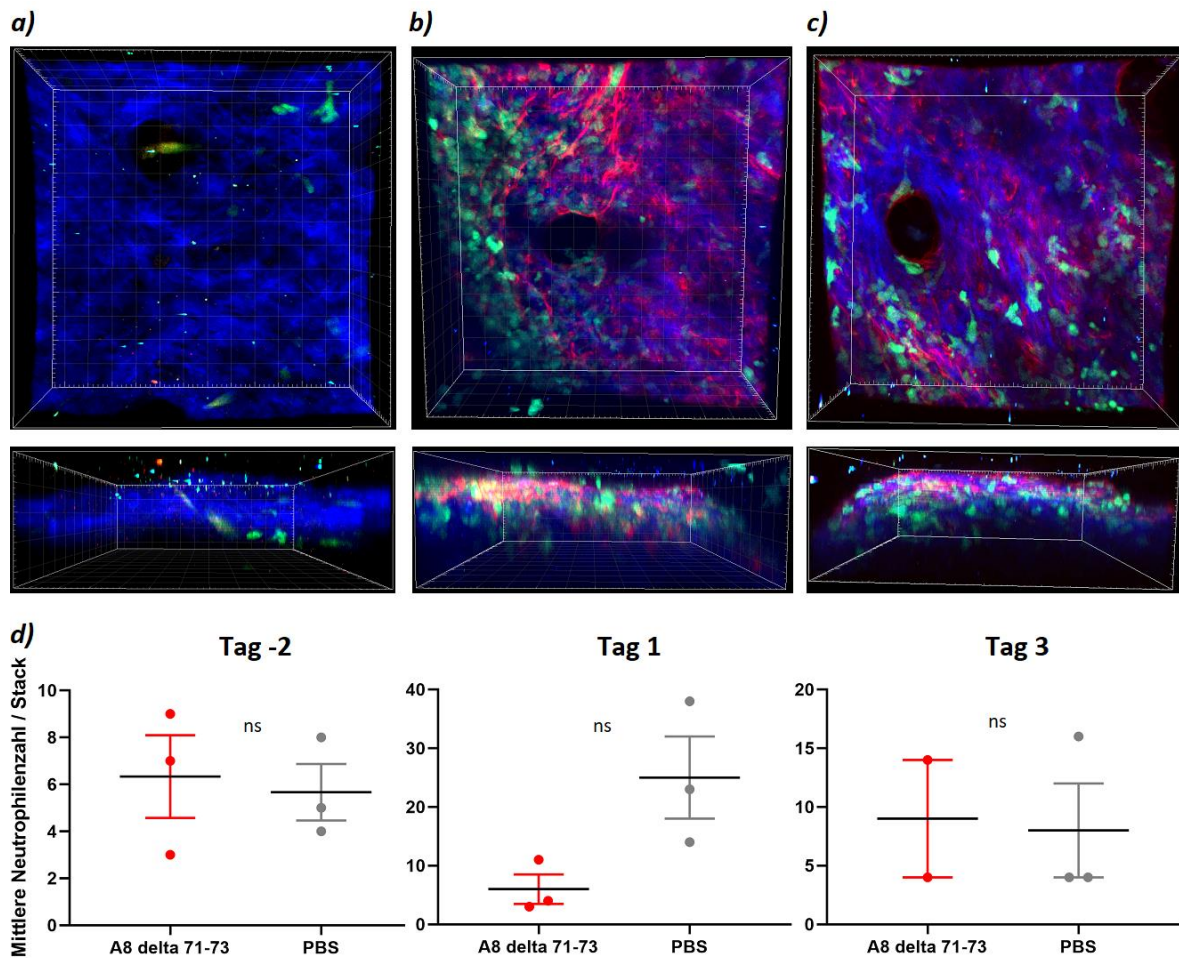 a)
b)
c)
d)
Tag -2
Tag 1
Tag 3
Mittlere Neutrophilenzahl / Stack
10
8
6
4
2
0
ns
A8 delta 71-73
PBS
40
30
20
10
0
ns
A8 delta 71-73
PBS
20
15
10
5
0
ns
A8 delta 71-73
PBS